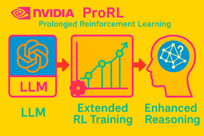 NVIDIA ProRL
Prolonged Reinforcement Learning
LLM
LLM
Extended
RL Training
Enhanced
Reasoning